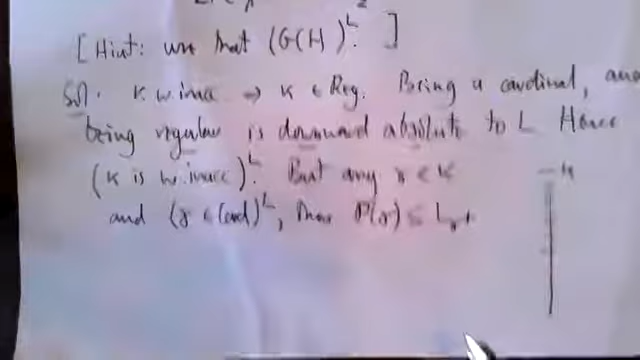 [Hint: use that (GCH)^L. ]
Sol. κ w.inacc → κ ∈ Reg. Being a cardinal, and
being regular is downward absolute to L Hence
(κ is w.inacc)^L. But any γ < κ
and (γ ∈ Card)^L, then P(γ) ⊆ L_γ+
κ